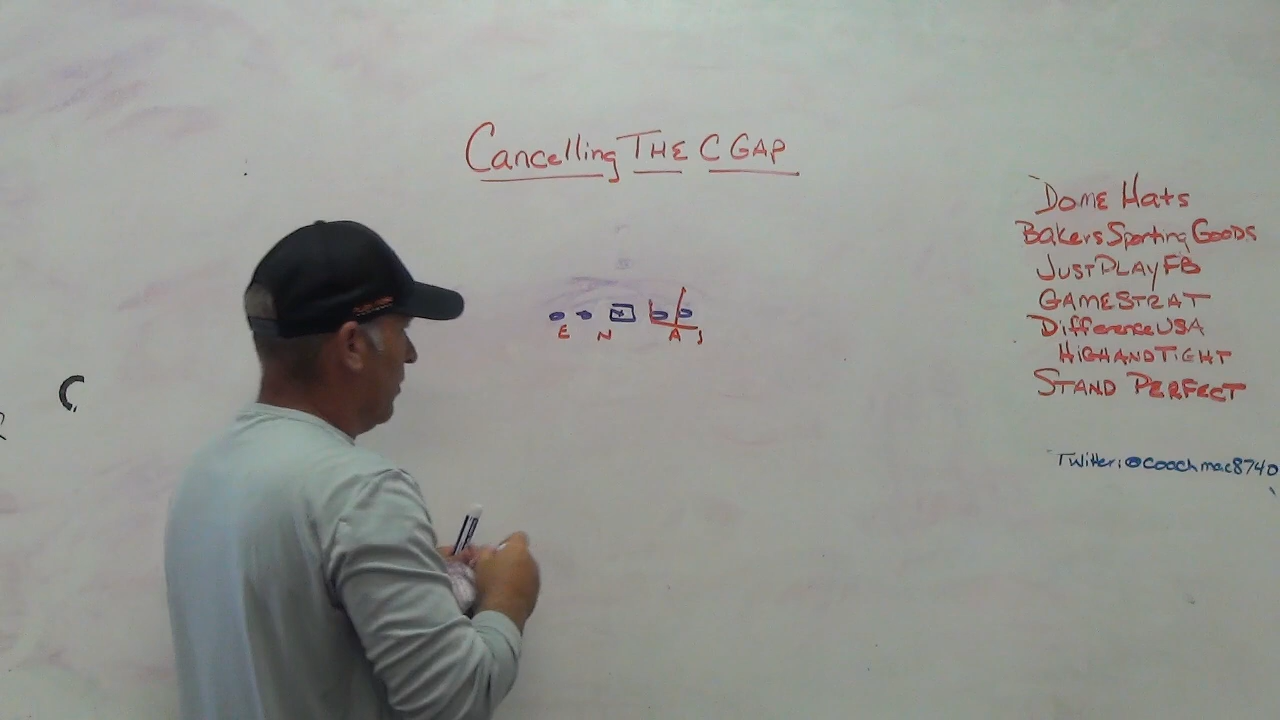 Cancelling THE C GAP
DOME Hats
Bakers Sporting Goods
JUSTPLAYFB
GAMESTRAT
DifferenceUSA
HIGHANDTIGHT
STAND PERFECT
E N A J
Twitter: @coachmac8740
C